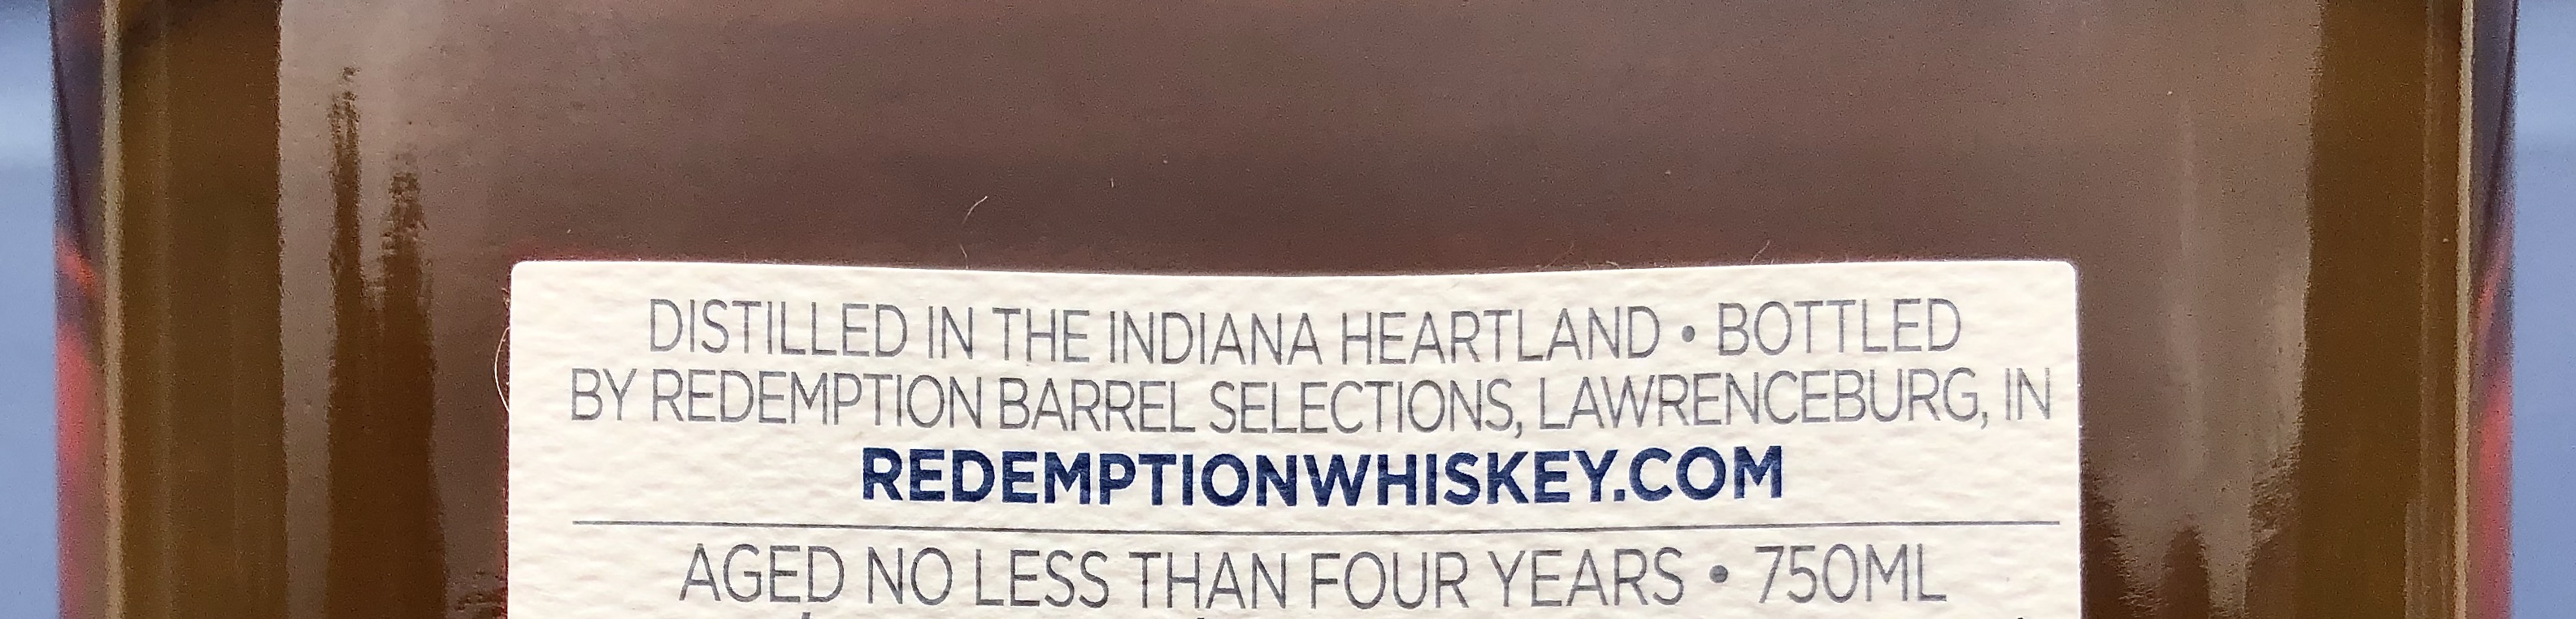 DISTILLED IN THE INDIANA HEARTLAND • BOTTLED
BY REDEMPTION BARREL SELECTIONS, LAWRENCEBURG, IN
REDEMPTIONWHISKEY.COM
AGED NO LESS THAN FOUR YEARS • 750ML